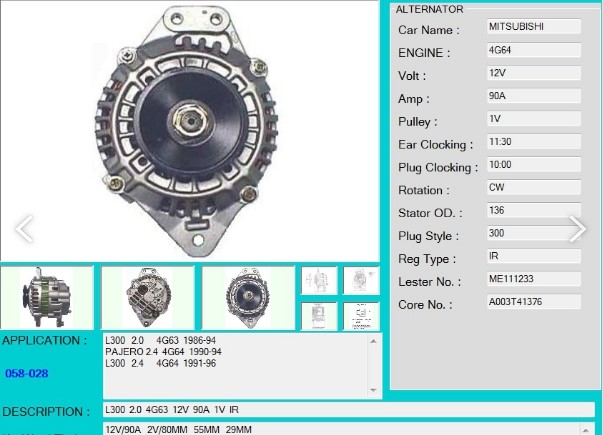 ALTERNATOR
Car Name : MITSUBISHI
ENGINE : 4G64
Volt : 12V
Amp : 90A
Pulley : 1V
Ear Clocking : 11:30
Plug Clocking : 10:00
Rotation : CW
Stator OD. : 136
Plug Style : 300
Reg Type : IR
Lester No. : ME111233
Core No. : A003T41376
APPLICATION :
058-028
L300 2.0 4G63 1986-94
PAJERO 2.4 4G64 1990-94
L300 2.4 4G64 1991-96
DESCRIPTION : L300 2.0 4G63 12V 90A 1V IR
12V/90A 2V/80MM 55MM 29MM